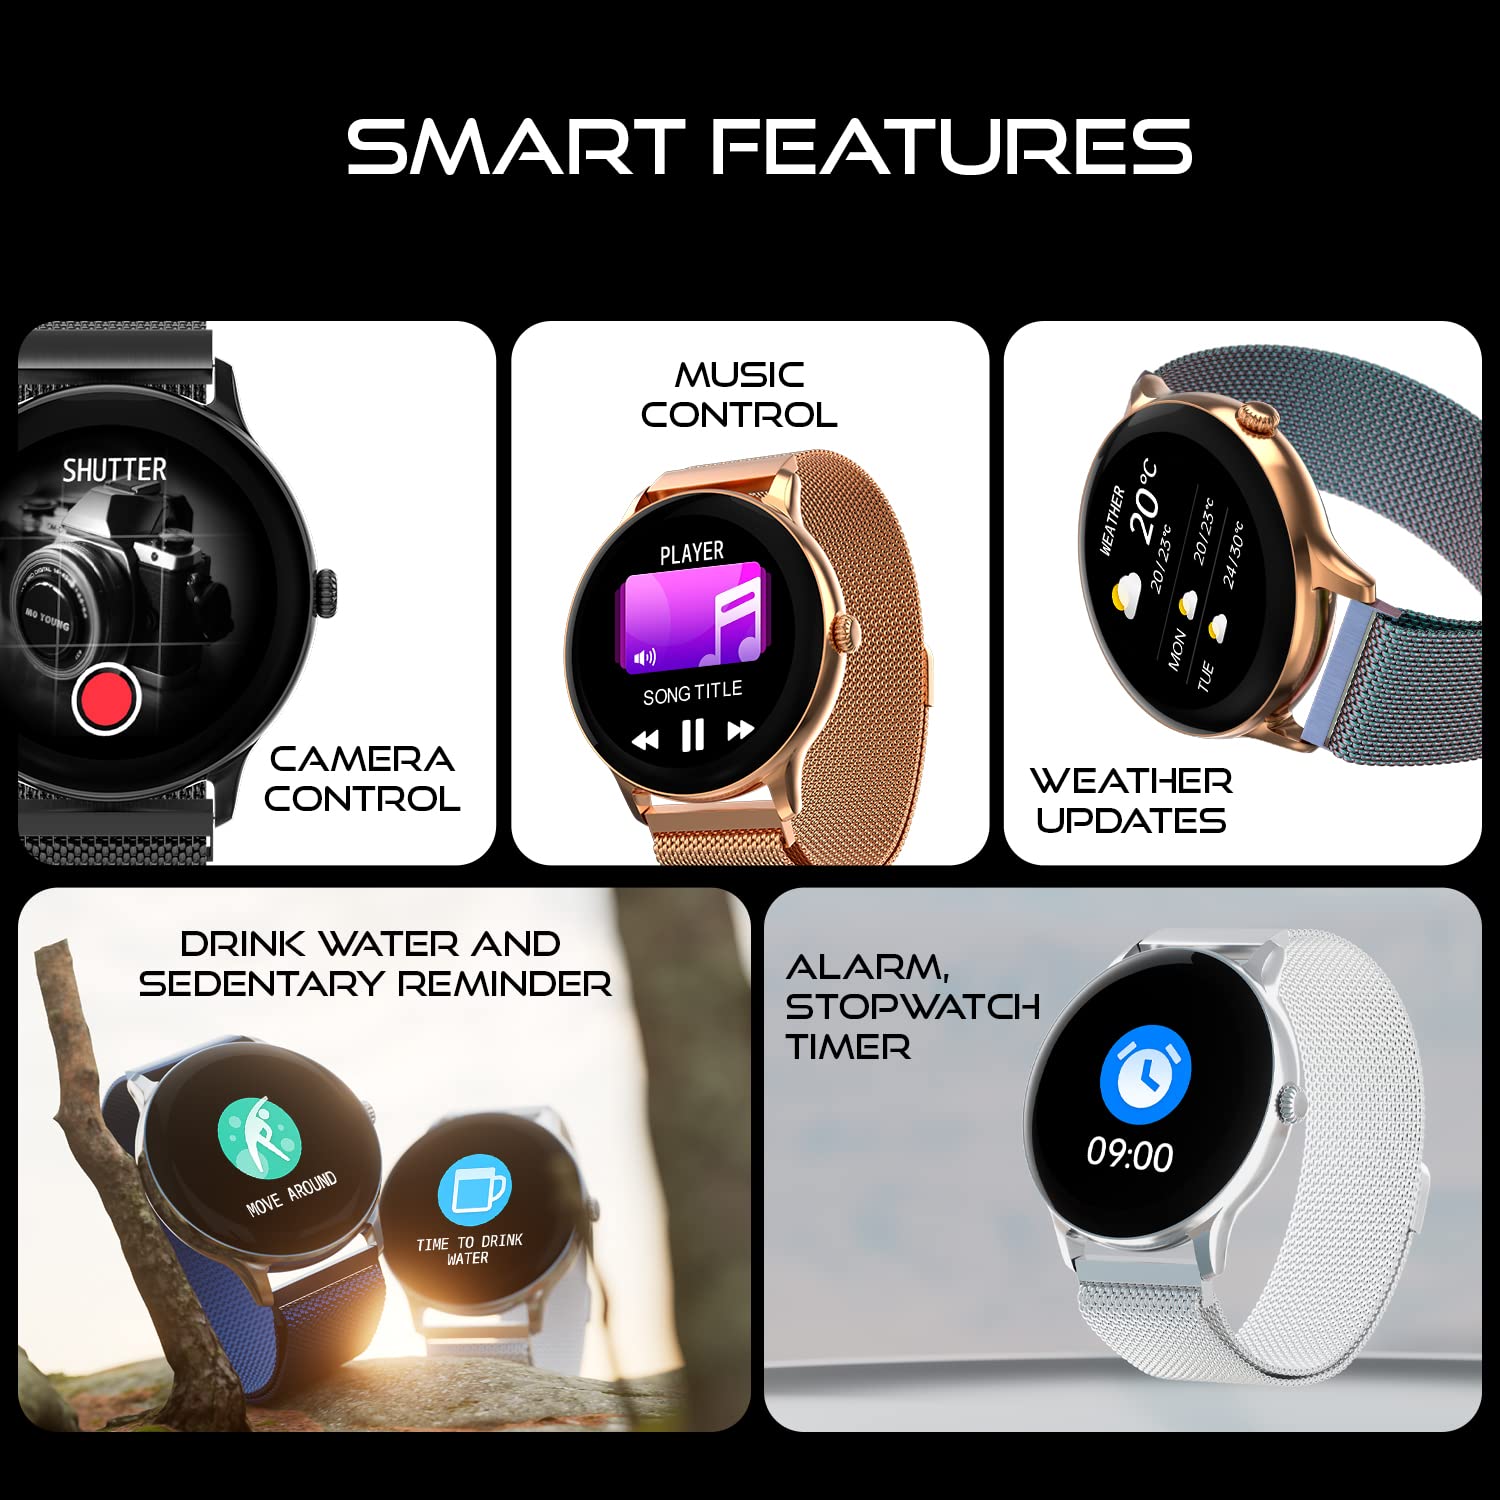 SMART FEATURES
SHUTTER
MO YOUNG
CAMERA
CONTROL
MUSIC
CONTROL
PLAYER
SONG TITLE
WEATHER
20°C
20/23°C
MON
20/23°C
TUE
24/30°C
WEATHER
UPDATES
DRINK WATER AND
SEDENTARY REMINDER
MOVE AROUND
TIME TO DRINK
WATER
ALARM,
STOPWATCH
TIMER
09:00